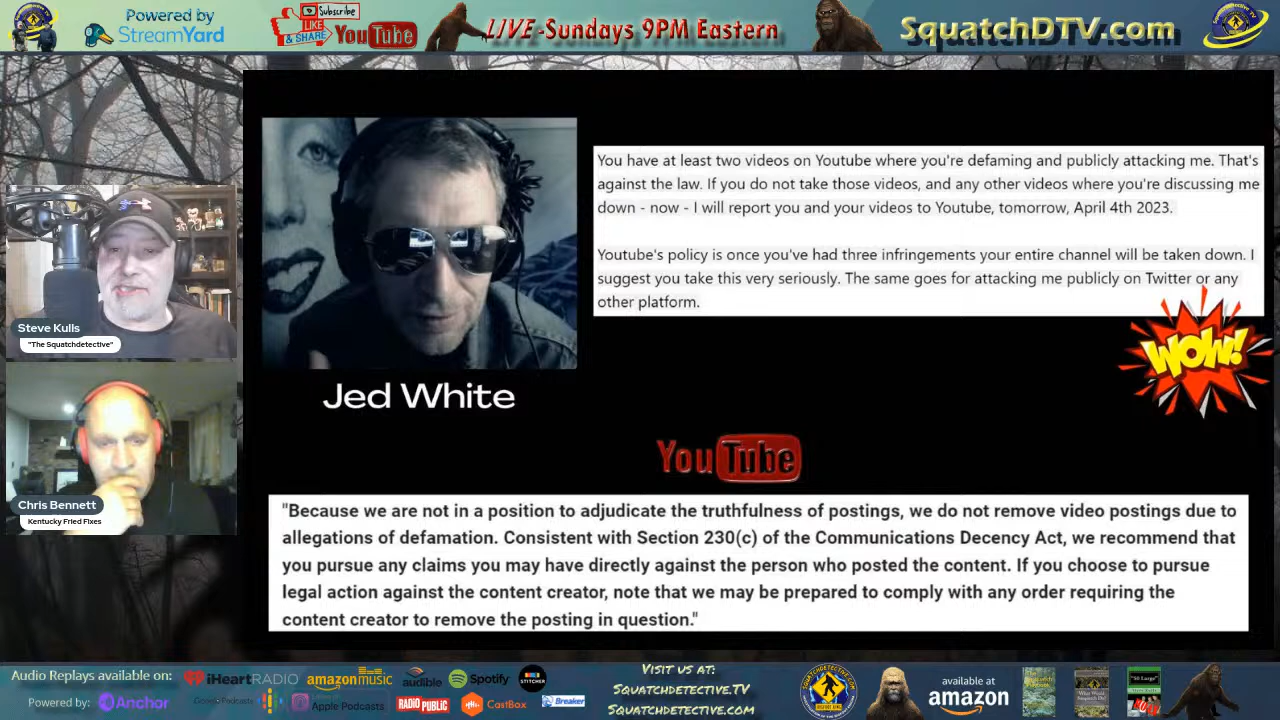 Powered by
StreamYard
Subscribe
LIKE
& SHARE
YouTube
LIVE-Sundays 9PM Eastern
SquatchDTV.com
You have at least two videos on Youtube where you're defaming and publicly attacking me. That's
against the law. If you do not take those videos, and any other videos where you're discussing me
down - now - I will report you and your videos to Youtube, tomorrow, April 4th 2023.
Youtube's policy is once you've had three infringements your entire channel will be taken down. I
suggest you take this very seriously. The same goes for attacking me publicly on Twitter or any
other platform.
WOW!
Steve Kulls
"The Squatchdetective"
Jed White
YouTube
Chris Bennett
Kentucky Fried Fixes
"Because we are not in a position to adjudicate the truthfulness of postings, we do not remove video postings due to
allegations of defamation. Consistent with Section 230(c) of the Communications Decency Act, we recommend that
you pursue any claims you may have directly against the person who posted the content. If you choose to pursue
legal action against the content creator, note that we may be prepared to comply with any order requiring the
content creator to remove the posting in question."
Audio Replays available on:
iHeartRADIO
amazon music
audible
Spotify
STITCHER
Powered by:
Anchor
Google Podcasts
Apple Podcasts
RADIO PUBLIC
CastBox
Breaker
Visit us at:
Squatchdetective.TV
Squatchdetective.com
available at
amazon